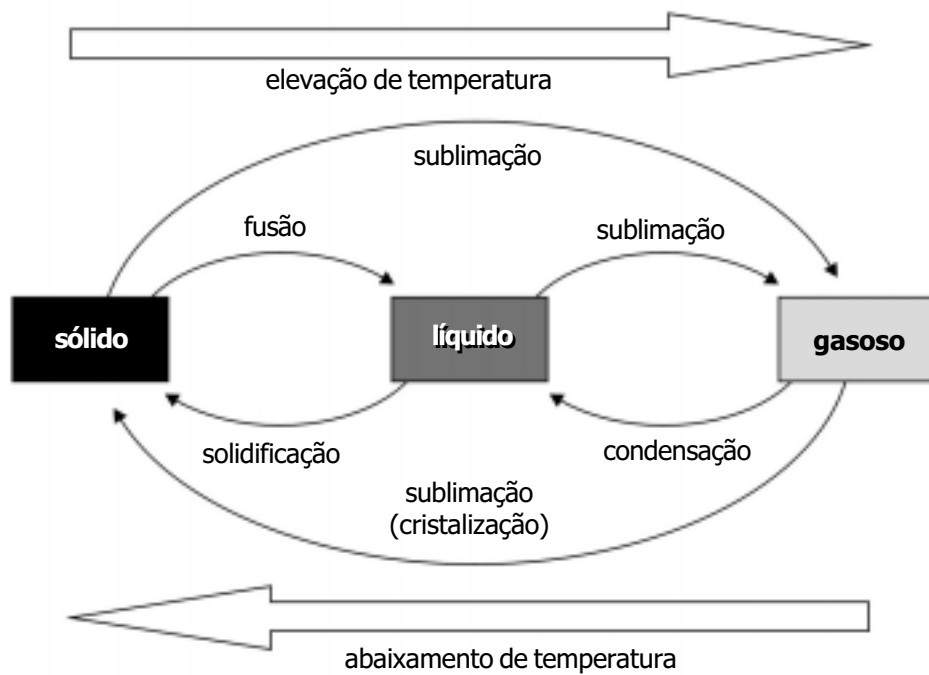 elevação de temperatura
sublimação
fusão
sublimação
sólido
líquido
gasoso
solidificação
condensação
sublimação
(cristalização)
abaixamento de temperatura